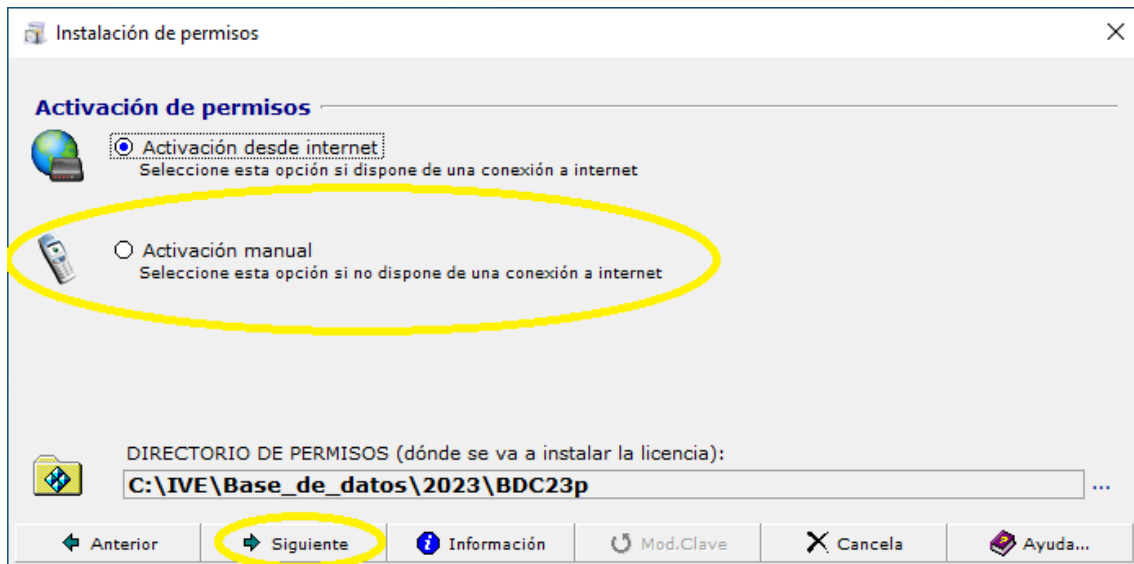 Instalación de permisos
Activación de permisos
Activación desde internet
Seleccione esta opción si dispone de una conexión a internet
Activación manual
Seleccione esta opción si no dispone de una conexión a internet
DIRECTORIO DE PERMISOS (dónde se va a instalar la licencia):
C:\IVE\Base_de_datos\2023\BDC23p
...
Anterior Siguiente Información Mod.Clave Cancela Ayuda...